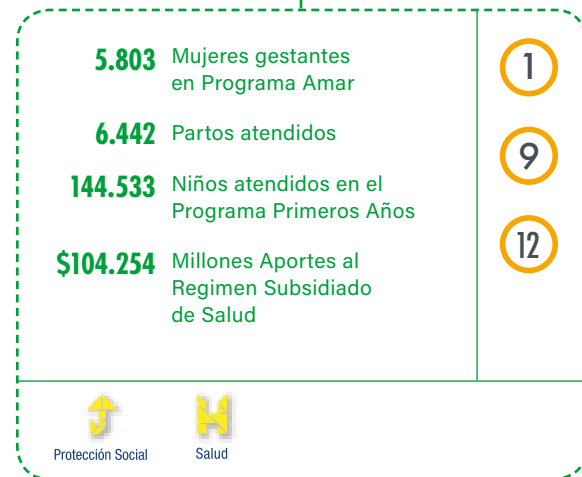 5.803 Mujeres gestantes
en Programa Amar
6.442 Partos atendidos
144.533 Niños atendidos en el
Programa Primeros Años
$104.254 Millones Aportes al
Regimen Subsidiado
de Salud
1
9
12
Protección Social
Salud